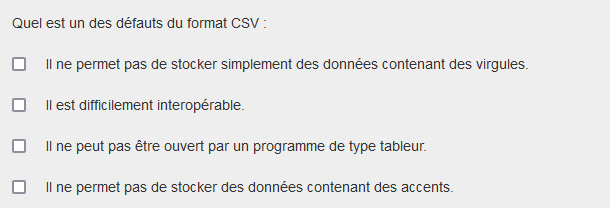 Quel est un des défauts du format CSV :
Il ne permet pas de stocker simplement des données contenant des virgules.
Il est difficilement interopérable.
Il ne peut pas être ouvert par un programme de type tableur.
Il ne permet pas de stocker des données contenant des accents.